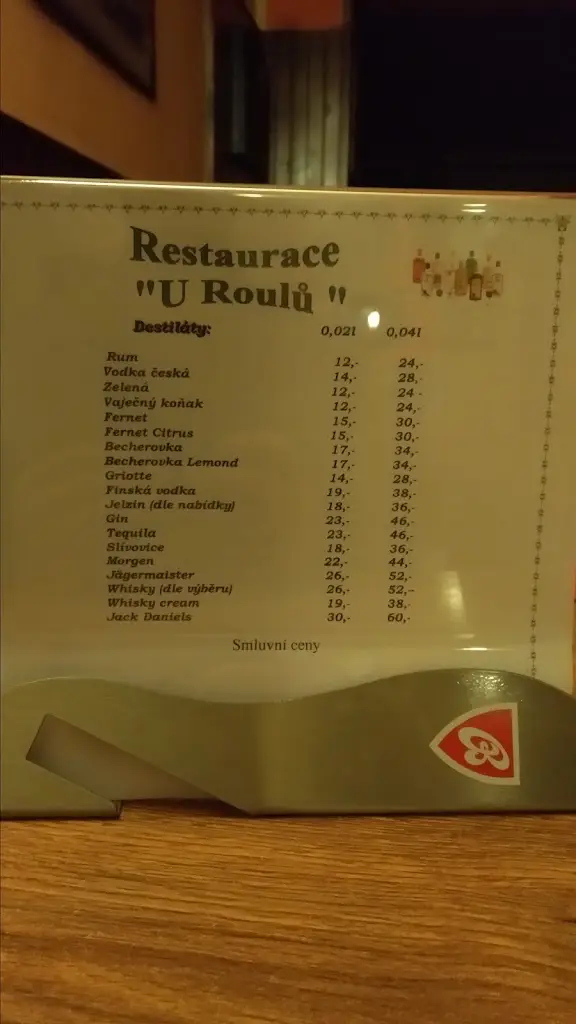 Restaurace
"U Roulů "
Destiláty: 0,02l 0,04l
Rum 12,- 24,-
Vodka česká 14,- 28,-
Zelená 12,- 24 -
Vaječný koňak 12,- 24,-
Fernet 15,- 30,-
Fernet Citrus 15,- 30,-
Becherovka 17,- 34,-
Becherovka Lemond 17,- 34,-
Griotte 14,- 28,-
Finská vodka 19,- 38,-
Jelzin (dle nabídky) 18,- 36,-
Gin 23,- 46,-
Tequila 23,- 46,-
Slivovice 18,- 36,-
Morgen 22,- 44,-
Jägermaister 26,- 52,-
Whisky (dle výběru) 26,- 52,-
Whisky cream 19,- 38,-
Jack Daniels 30,- 60,-
Smluvní ceny